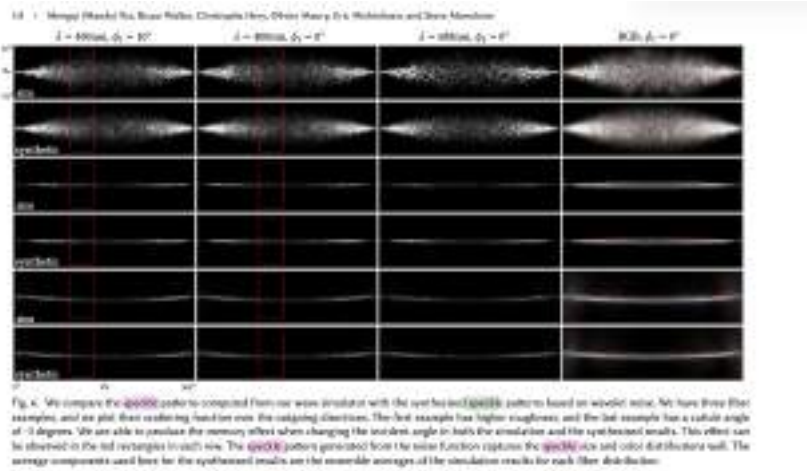 Mengqi (Mandy) Xia, Bruce Walter, Christophe Hery, Olivier Maury, Eric Michielssen and Steve Marschner
synthetic
synthetic
synthetic
Fig. 6. We compare the speckle patterns computed from our wave simulator with the synthesized speckle patterns based on wavelet noise. We have three fiber
examples, and we plot their scattering function over the outgoing directions. The first example has higher roughness and the last example has a cuticle angle
of -3 degrees. We are able to produce the memory effect when changing the incident angle in both the simulation and the synthesized results. This effect can
be observed in the red rectangles in each row. The speckle pattern generated from the noise function captures the speckle size and color distributions well. The
average components used here for the synthesized results are the ensemble averages of the simulation results for each fiber distribution.